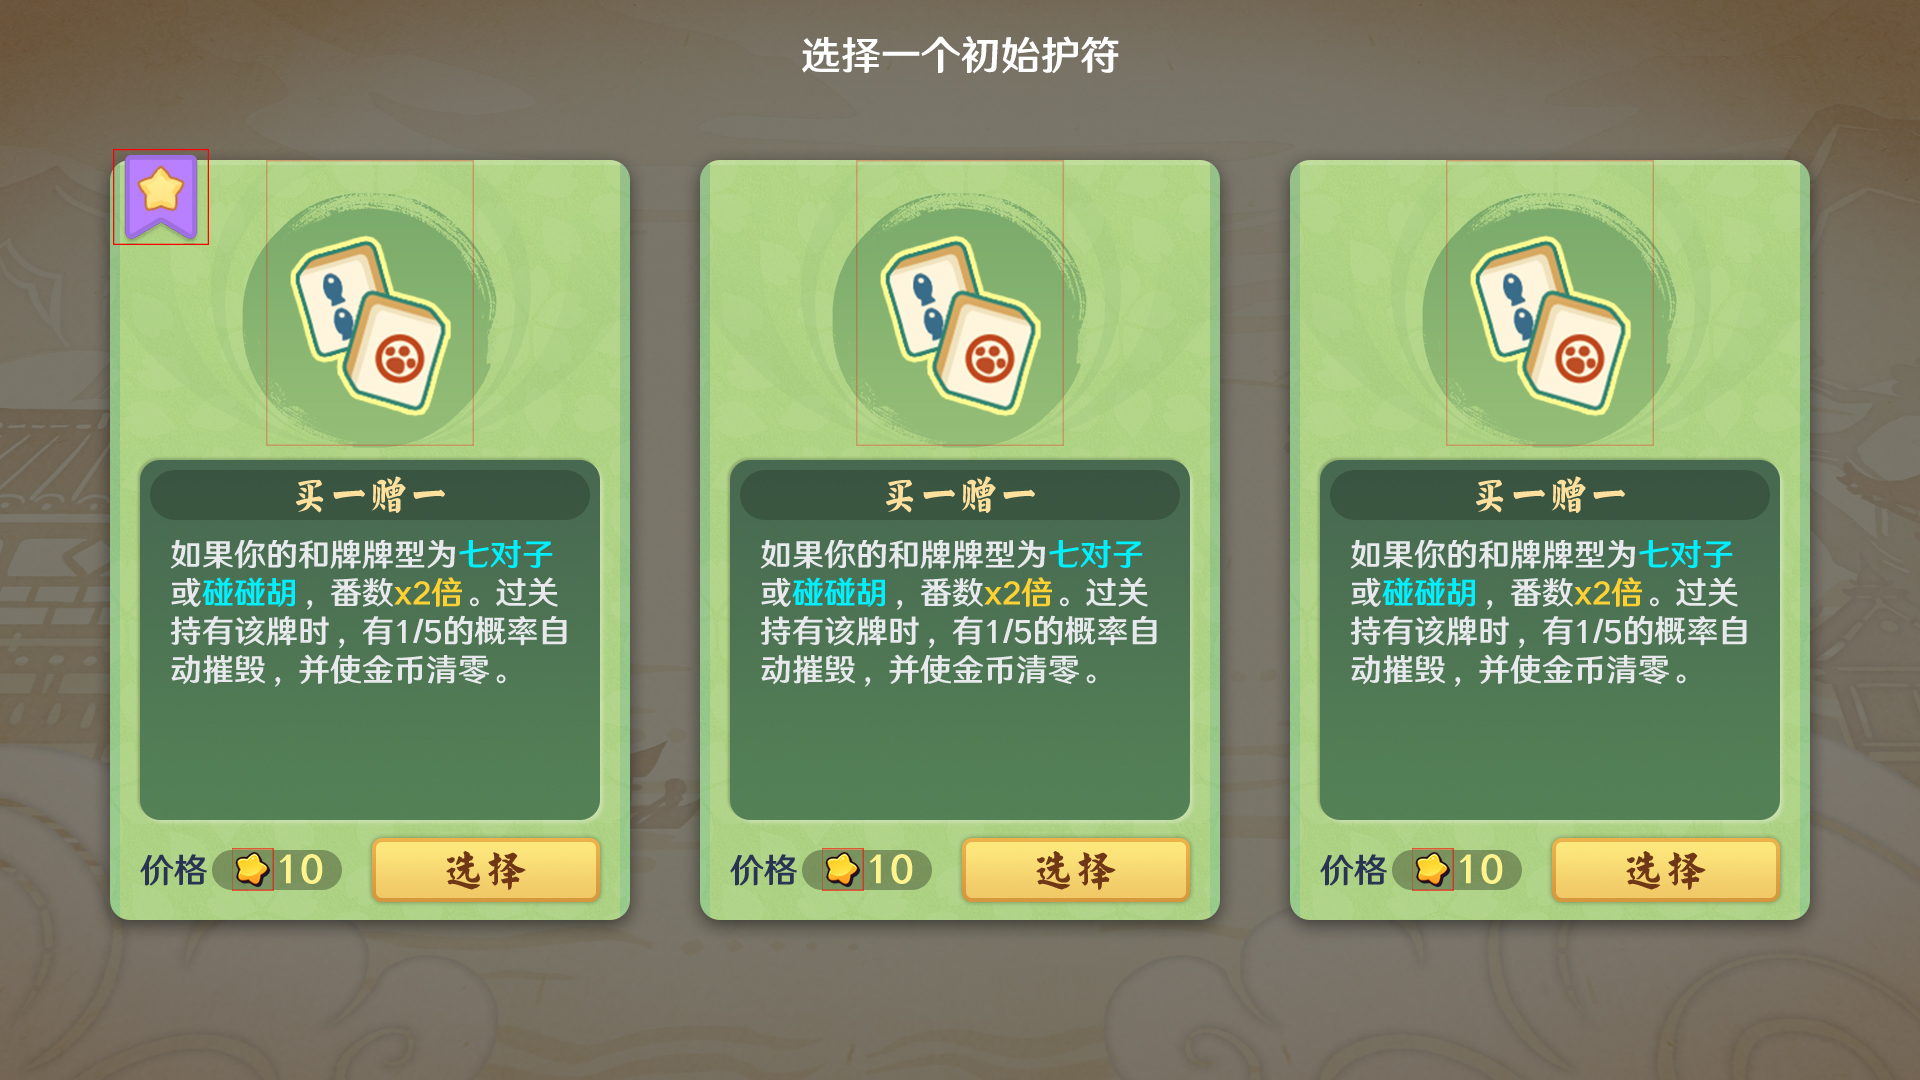 选择一个初始护符
买一赠一
如果你的和牌牌型为七对子
或碰碰胡，番数x2倍。过关
持有该牌时，有1/5的概率自
动摧毁，并使金币清零。
价格 10 选择
买一赠一
如果你的和牌牌型为七对子
或碰碰胡，番数x2倍。过关
持有该牌时，有1/5的概率自
动摧毁，并使金币清零。
价格 10 选择
买一赠一
如果你的和牌牌型为七对子
或碰碰胡，番数x2倍。过关
持有该牌时，有1/5的概率自
动摧毁，并使金币清零。
价格 10 选择